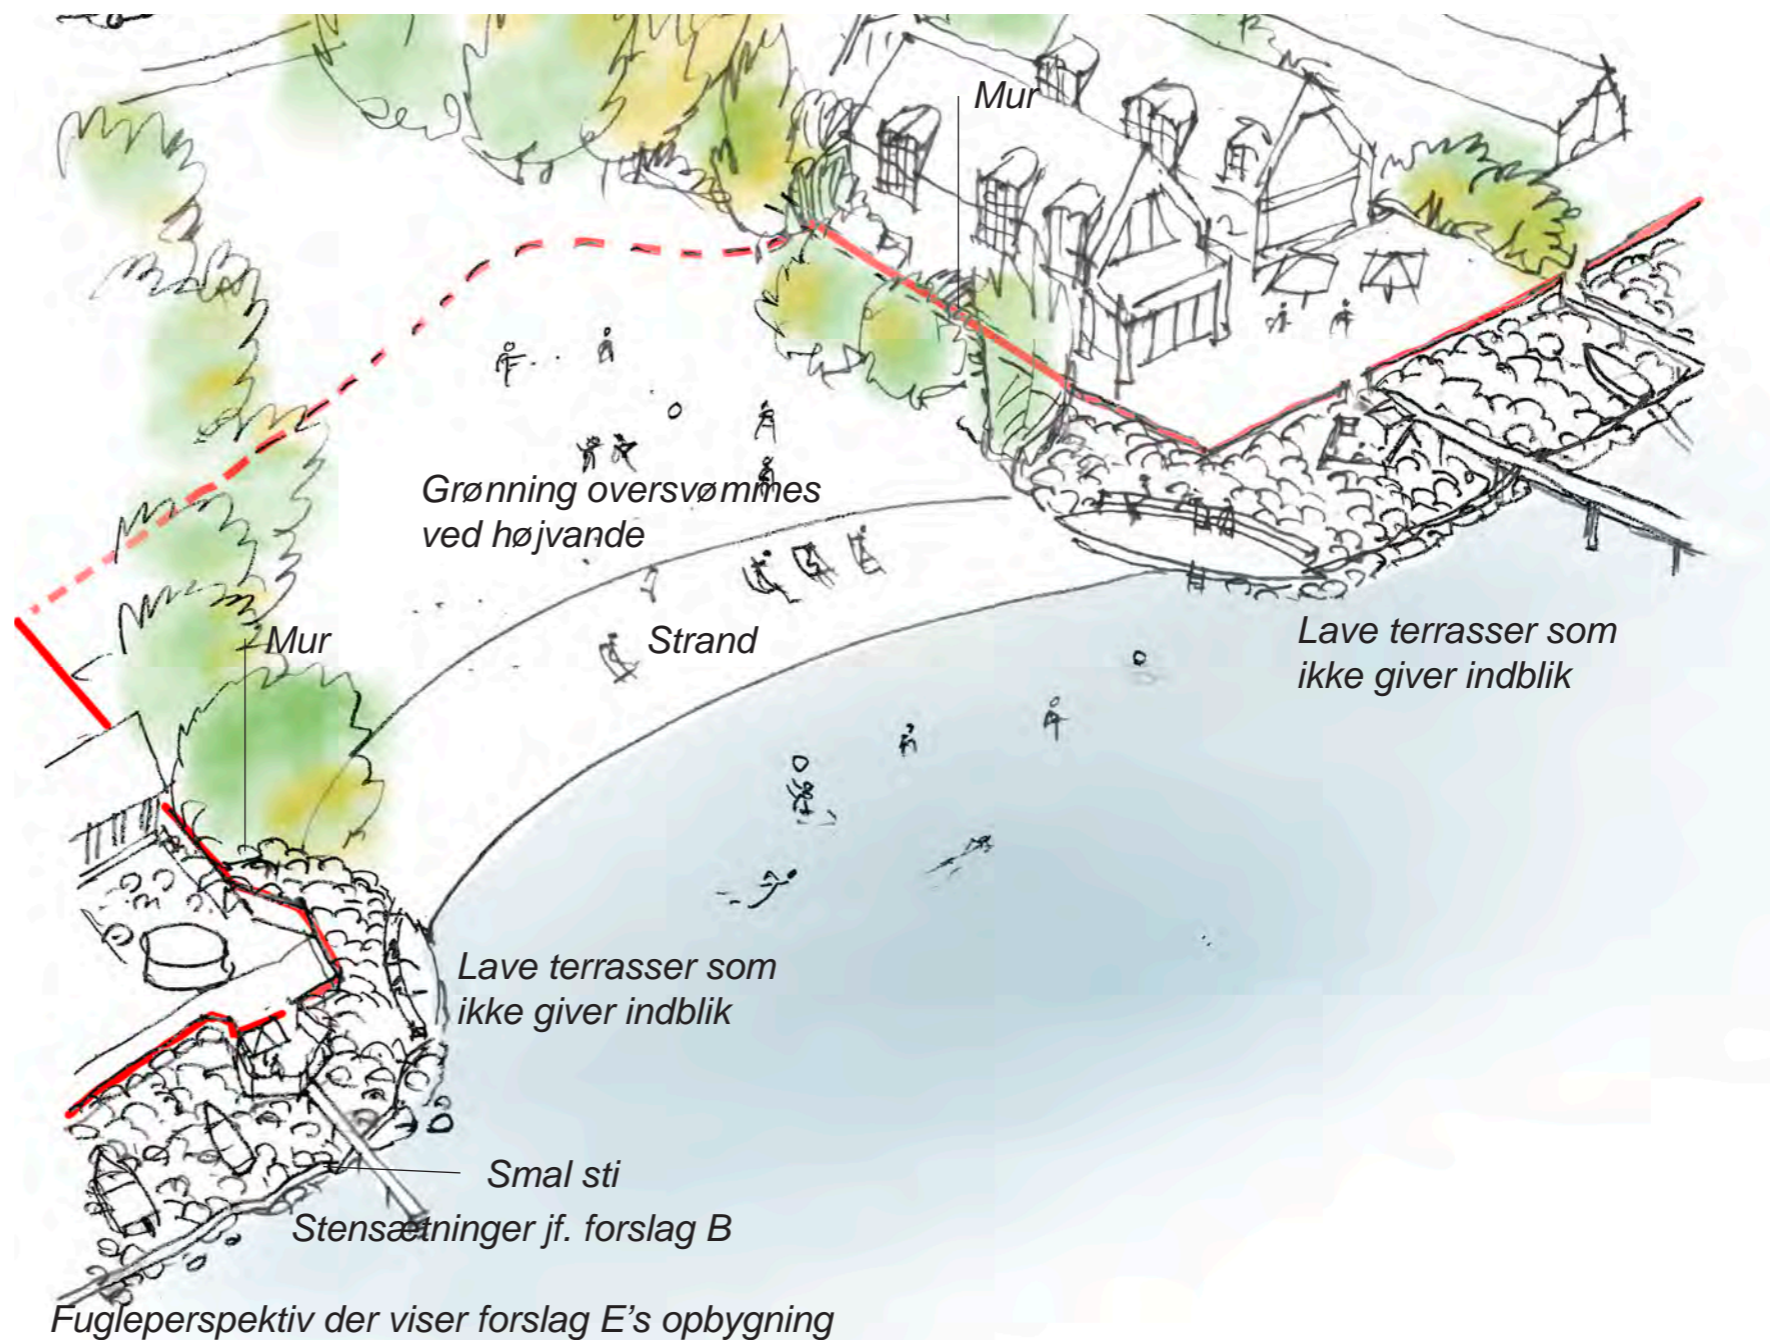 Mur
Grønning oversvømmes
ved højvande
Mur
Strand
Lave terrasser som
ikke giver indblik
Lave terrasser som
ikke giver indblik
Smal sti
Stensætninger jf. forslag B
Fugleperspektiv der viser forslag E’s opbygning